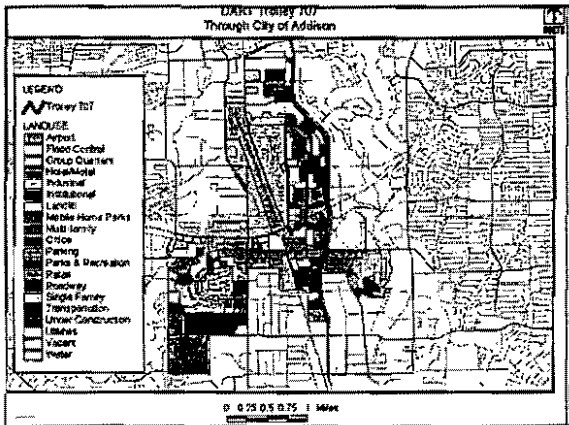 DART Trolley 707
Through City of Addison
LEGEND
Trolley 707
LANDUSE
Airport
Flood Control
Group Quarters
Hotel/Motel
Industrial
Institutional
Landfill
Mobile Home Parks
Multi family
Office
Parking
Parks & Recreation
Retail
Roadway
Single Family
Transportation
Under Construction
Utilities
Vacant
Water
0 0.25 0.5 0.75 1 Miles